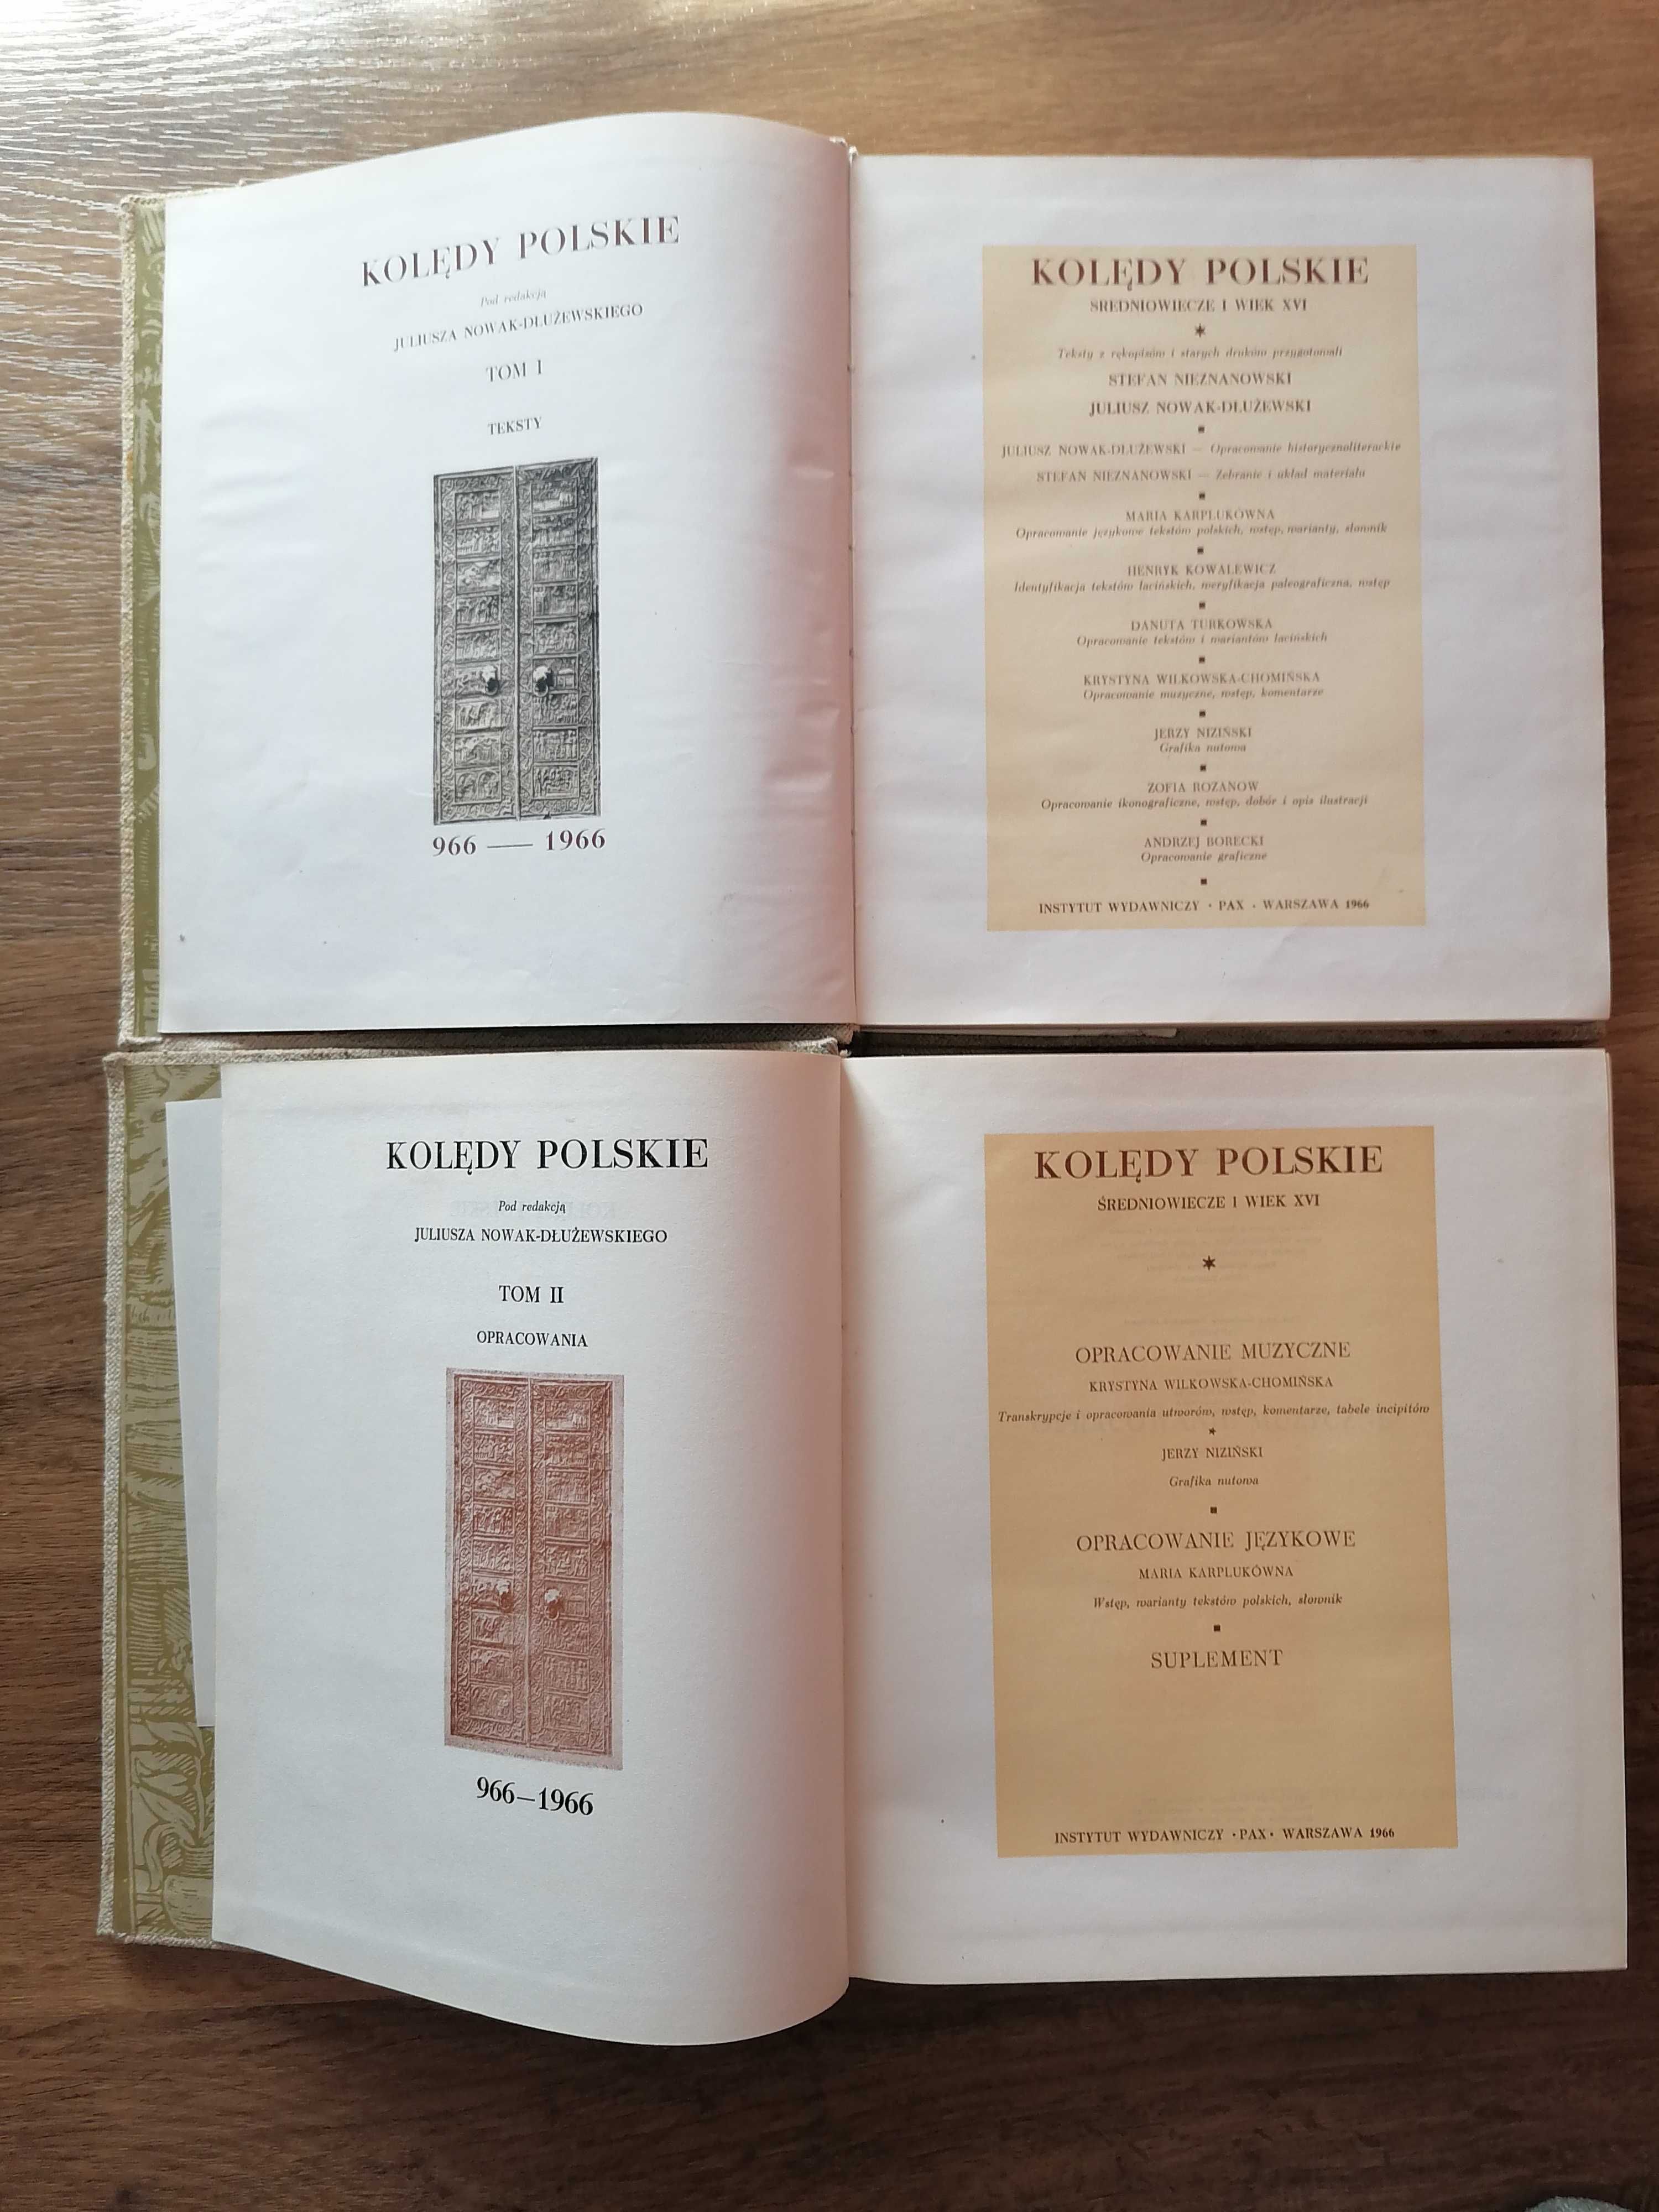 KOLĘDY POLSKIE
Pod redakcją
JULIUSZA NOWAK-DŁUŻEWSKIEGO
TOM I
TEKSTY
966 — 1966
KOLĘDY POLSKIE
ŚREDNIOWIECZE I WIEK XVI
Teksty z rękopisów i starych druków przygotowali
STEFAN NIEZNANOWSKI
JULIUSZ NOWAK-DŁUŻEWSKI
JULIUSZ NOWAK-DŁUŻEWSKI — Opracowanie historycznoliterackie
STEFAN NIEZNANOWSKI — Zebranie i układ materiału
MARIA KARPLUKÓWNA
Opracowanie językowe tekstów polskich, wstęp, warianty, słownik
HENRYK KOWALEWICZ
Identyfikacja tekstów łacińskich, weryfikacja paleograficzna, wstęp
DANUTA TURKOWSKA
Opracowanie tekstów i wariantów łacińskich
KRYSTYNA WILKOWSKA-CHOMIŃSKA
Opracowanie muzyczne, wstęp, komentarze
JERZY NIZIŃSKI
Grafika nutowa
ZOFIA ROZANOW
Opracowanie ikonograficzne, wstęp, dobór i opis ilustracji
ANDRZEJ BORECKI
Opracowanie graficzne
INSTYTUT WYDAWNICZY · PAX · WARSZAWA 1966
KOLĘDY POLSKIE
Pod redakcją
JULIUSZA NOWAK-DŁUŻEWSKIEGO
TOM II
OPRACOWANIA
966—1966
KOLĘDY POLSKIE
ŚREDNIOWIECZE I WIEK XVI
OPRACOWANIE MUZYCZNE
KRYSTYNA WILKOWSKA-CHOMIŃSKA
Transkrypcje i opracowania utworów, wstęp, komentarze, tabele incipitów
JERZY NIZIŃSKI
Grafika nutowa
OPRACOWANIE JĘZYKOWE
MARIA KARPLUKÓWNA
Wstęp, warianty tekstów polskich, słownik
SUPLEMENT
INSTYTUT WYDAWNICZY · PAX · WARSZAWA 1966